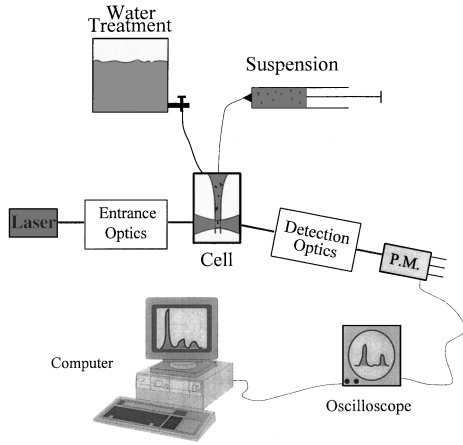 Water
Treatment
Suspension
Laser
Entrance
Optics
Cell
Detection
Optics
P.M.
Computer
Oscilloscope